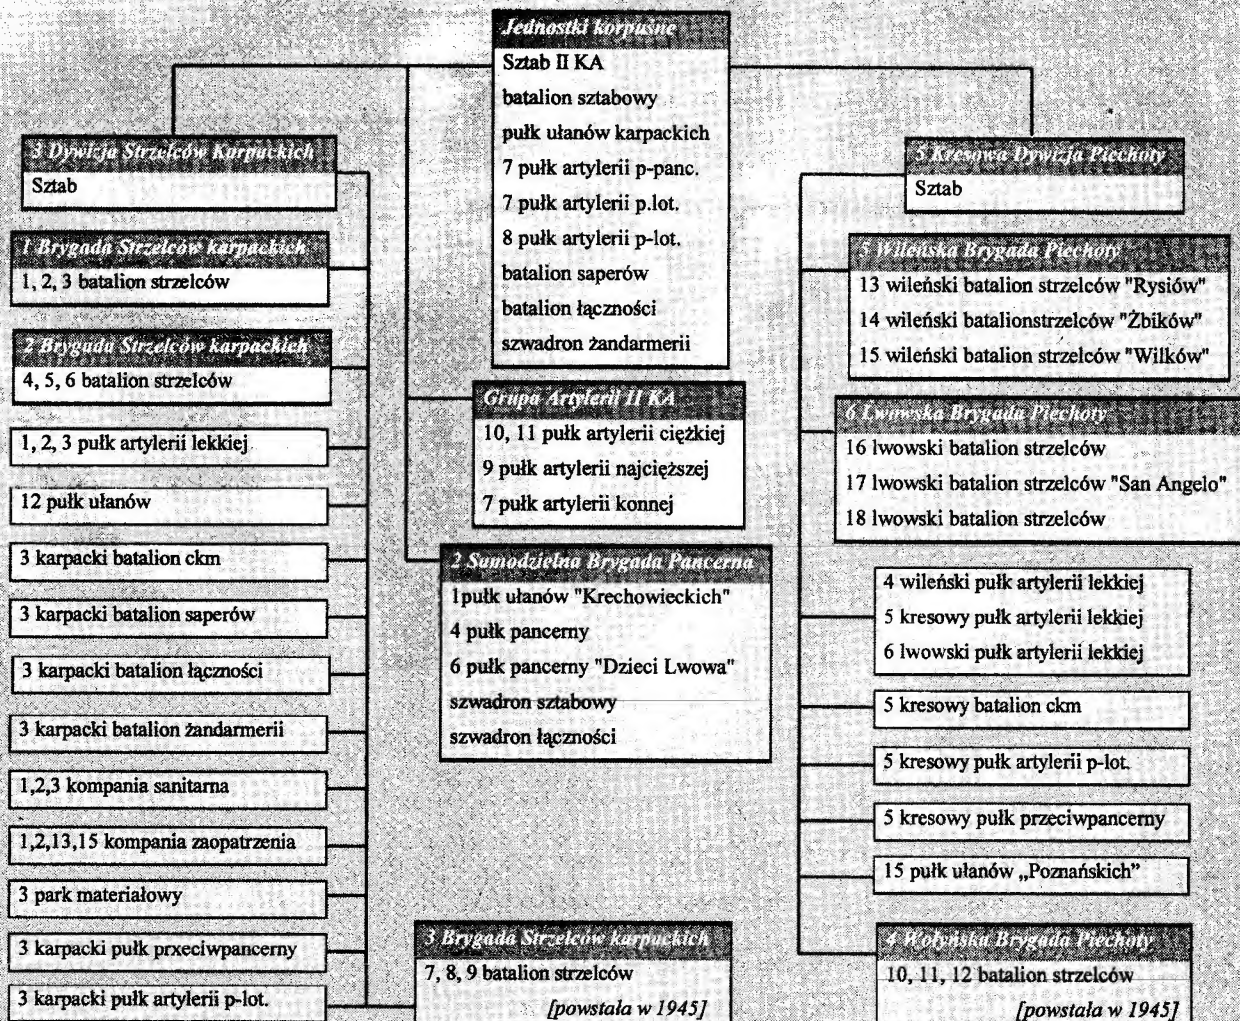 Jednostki korpuśne
Sztab II KA
batalion sztabowy
pułk ułanów karpackich
7 pułk artylerii p-panc.
7 pułk artylerii p.lot.
8 pułk artylerii p-lot.
batalion saperów
batalion łączności
szwadron żandarmerii
3 Dywizja Strzelców Karpackich
Sztab
1 Brygada Strzelców karpackich
1, 2, 3 batalion strzelców
2 Brygada Strzelców karpackich
4, 5, 6 batalion strzelców
1, 2, 3 pułk artylerii lekkiej
12 pułk ułanów
3 karpacki batalion ckm
3 karpacki batalion saperów
3 karpacki batalion łączności
3 karpacki batalion żandarmerii
1,2,3 kompania sanitarna
1,2,13,15 kompania zaopatrzenia
3 park materiałowy
3 karpacki pułk prxeciwpancerny
3 karpacki pułk artylerii p-lot.
Grupa Artylerii II KA
10, 11 pułk artylerii ciężkiej
9 pułk artylerii najcięższej
7 pułk artylerii konnej
2 Samodzielna Brygada Pancerna
1pułk ułanów "Krechowieckich"
4 pułk pancerny
6 pułk pancerny "Dzieci Lwowa"
szwadron sztabowy
szwadron łączności
3 Brygada Strzelców karpackich
7, 8, 9 batalion strzelców
[powstała w 1945]
5 Kresowa Dywizja Piechoty
Sztab
5 Wileńska Brygada Piechoty
13 wileński batalion strzelców "Rysiów"
14 wileński batalionstrzelców "Żbików"
15 wileński batalion strzelców "Wilków"
6 Lwowska Brygada Piechoty
16 lwowski batalion strzelców
17 lwowski batalion strzelców "San Angelo"
18 lwowski batalion strzelców
4 wileński pułk artylerii lekkiej
5 kresowy pułk artylerii lekkiej
6 lwowski pułk artylerii lekkiej
5 kresowy batalion ckm
5 kresowy pułk artylerii p-lot.
5 kresowy pułk przeciwpancerny
15 pułk ułanów „Poznańskich”
4 Wołyńska Brygada Piechoty
10, 11, 12 batalion strzelców
[powstała w 1945]